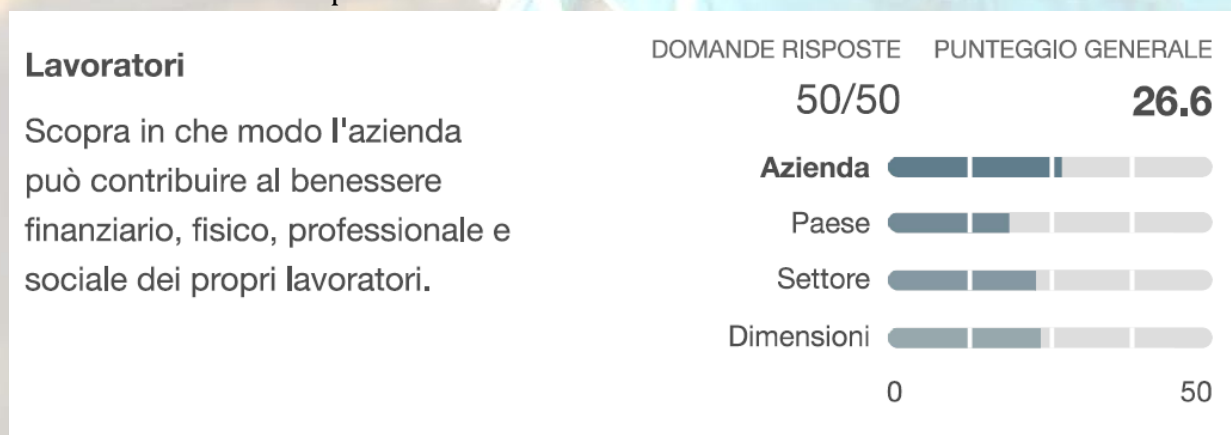 Lavoratori
Scopra in che modo l'azienda
può contribuire al benessere
finanziario, fisico, professionale e
sociale dei propri lavoratori.
DOMANDE RISPOSTE
50/50
PUNTEGGIO GENERALE
26.6
Azienda
Paese
Settore
Dimensioni
0 50